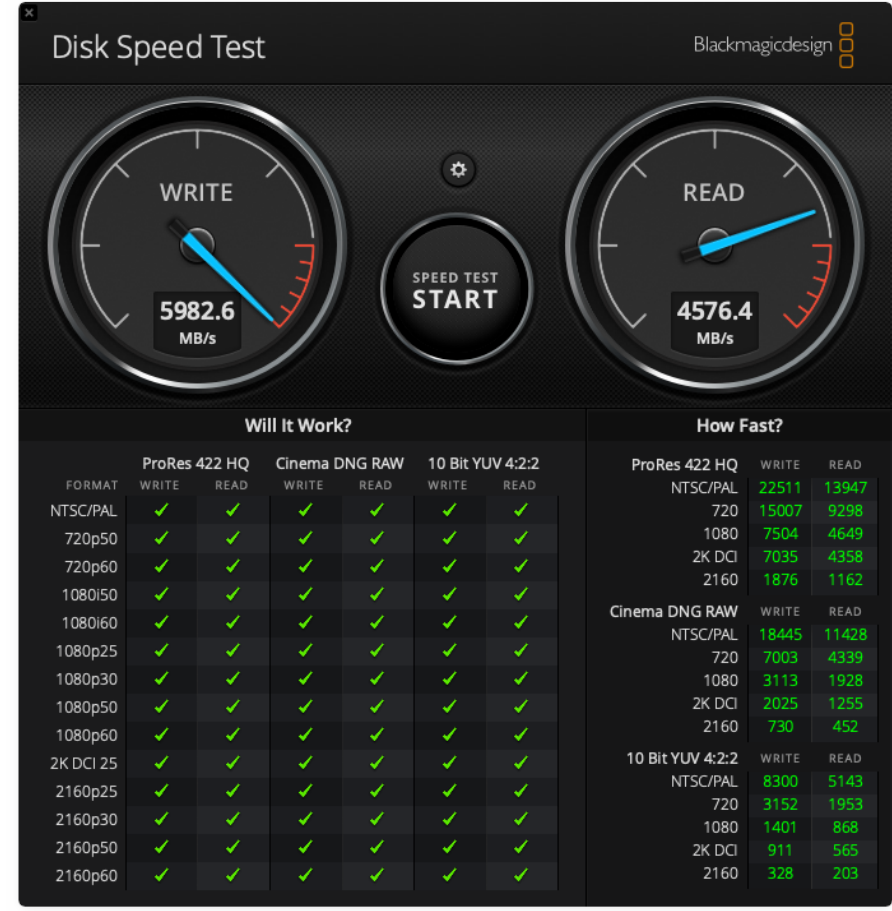 Disk Speed Test
Blackmagicdesign
WRITE
5982.6
MB/s
SPEED TEST
START
READ
4576.4
MB/s
Will It Work?
ProRes 422 HQ Cinema DNG RAW 10 Bit YUV 4:2:2
FORMAT WRITE READ WRITE READ WRITE READ
NTSC/PAL
720p50
720p60
1080i50
1080i60
1080p25
1080p30
1080p50
1080p60
2K DCI 25
2160p25
2160p30
2160p50
2160p60
How Fast?
ProRes 422 HQ WRITE READ
NTSC/PAL 22511 13947
720 15007 9298
1080 7504 4649
2K DCI 7035 4358
2160 1876 1162
Cinema DNG RAW WRITE READ
NTSC/PAL 18445 11428
720 7003 4339
1080 3113 1928
2K DCI 2025 1255
2160 730 452
10 Bit YUV 4:2:2 WRITE READ
NTSC/PAL 8300 5143
720 3152 1953
1080 1401 868
2K DCI 911 565
2160 328 203